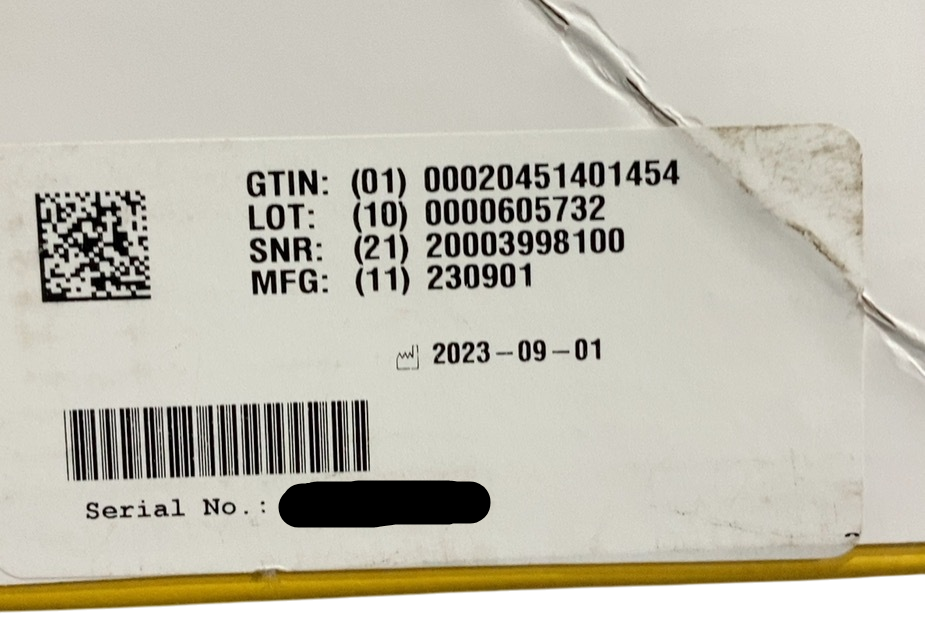 GTIN: (01) 00020451401454
LOT: (10) 0000605732
SNR: (21) 20003998100
MFG: (11) 230901
2023-09-01
Serial No.: